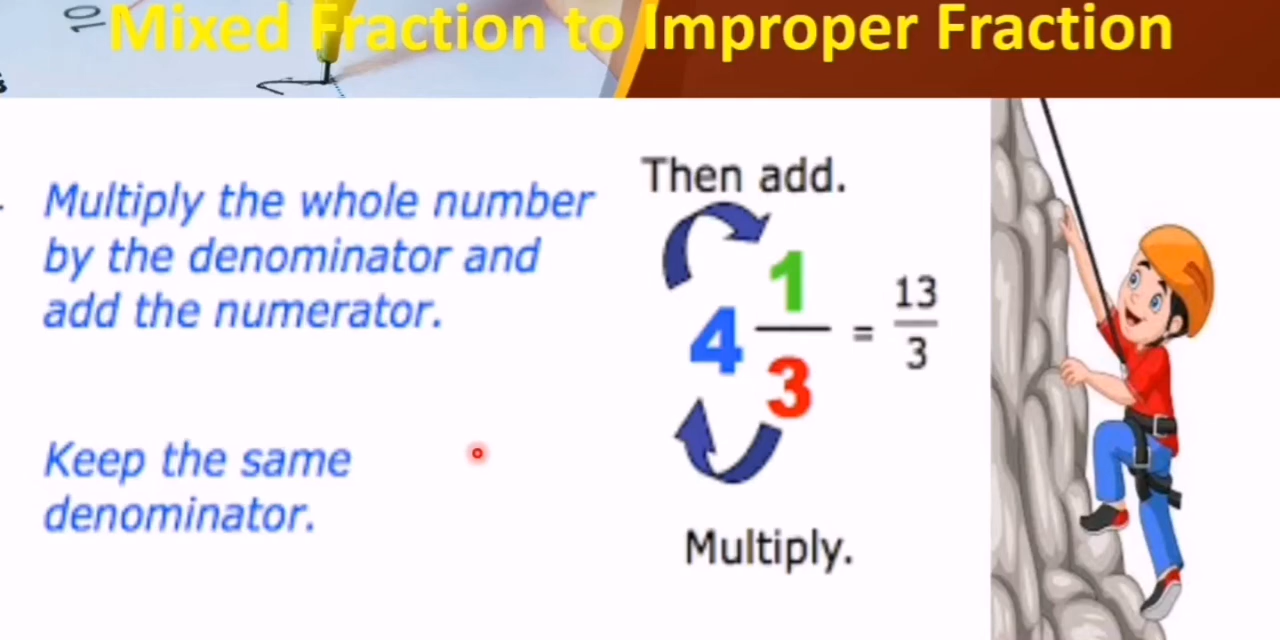 Mixed Fraction to Improper Fraction
Multiply the whole number
by the denominator and
add the numerator.
Keep the same
denominator.
Then add.
4 1/3 = 13/3
Multiply.